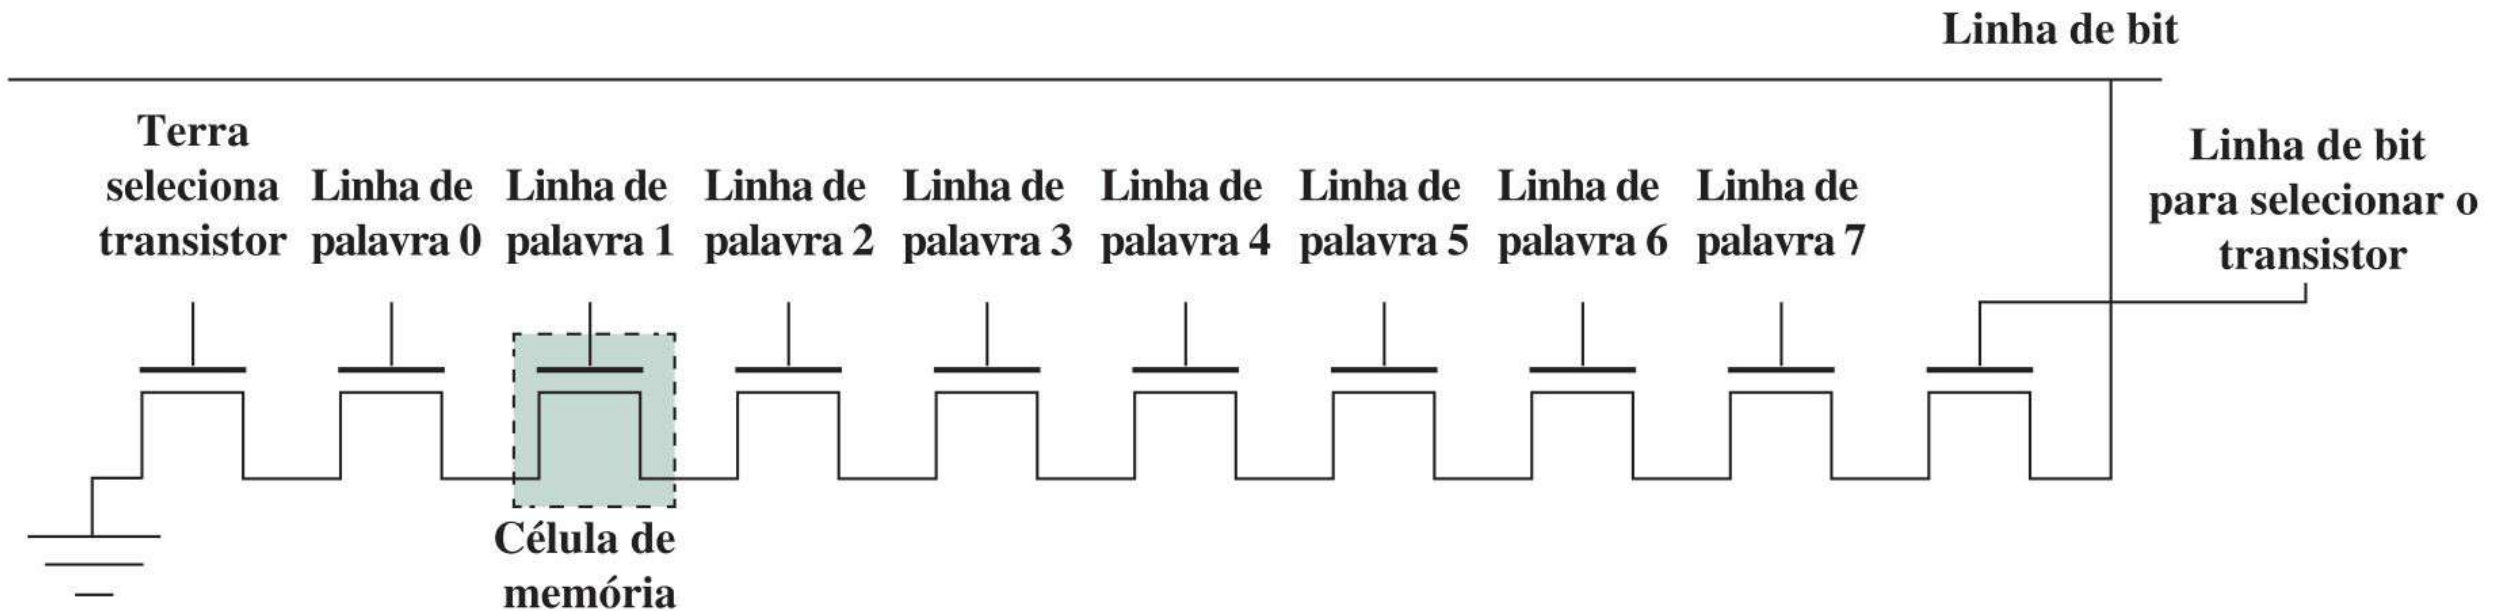 Linha de bit
Terra
seleciona
transistor
Linha de
palavra 0
Linha de
palavra 1
Linha de
palavra 2
Linha de
palavra 3
Linha de
palavra 4
Linha de
palavra 5
Linha de
palavra 6
Linha de
palavra 7
Linha de bit
para selecionar o
transistor
Célula de
memória